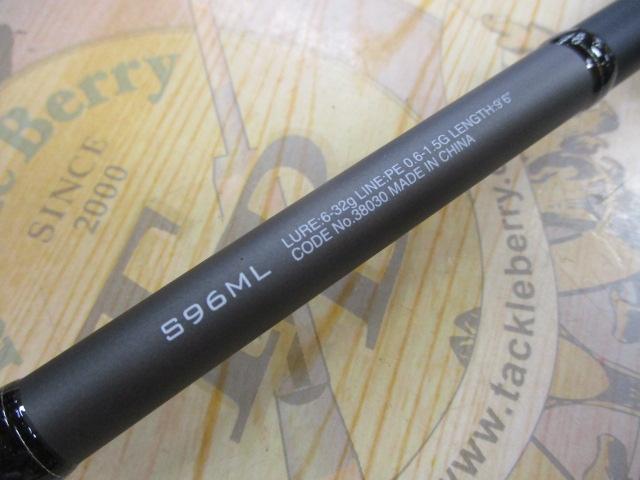 Berry
SINCE
2000
S96ML
LURE:6-32g LINE:PE 0.6-1.5G LENGTH:9'6"
CODE No.38030 MADE IN CHINA
www.tackleberry.